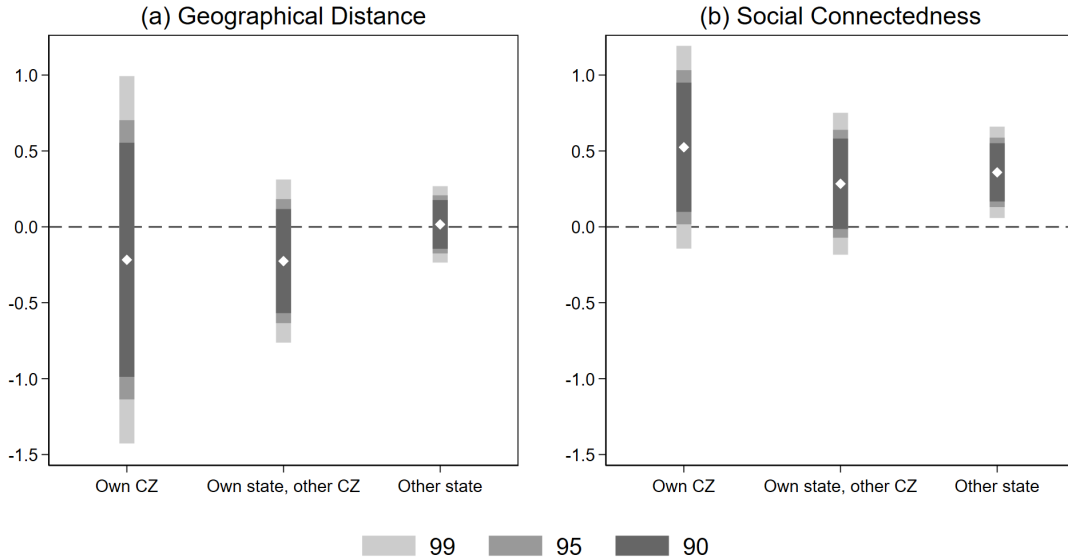 (a) Geographical Distance
1.0
0.5
0.0
-0.5
-1.0
-1.5
Own CZ
Own state, other CZ
Other state
(b) Social Connectedness
1.0
0.5
0.0
-0.5
-1.0
-1.5
Own CZ
Own state, other CZ
Other state
99
95
90